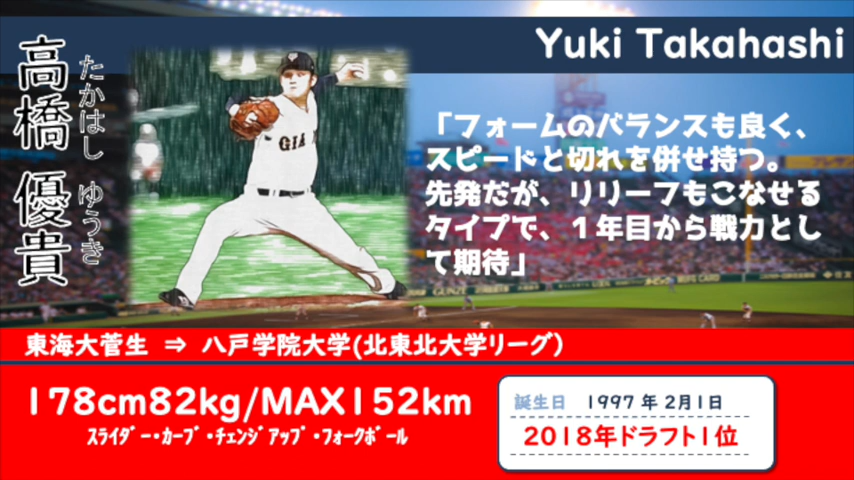 Yuki Takahashi
高橋 優貴
たかはし ゆうき
GIA
「フォームのバランスも良く、
スピードと切れを併せ持つ。
先発だが、リリーフもこなせる
タイプで、１年目から戦力とし
て期待」
東海大菅生 ⇒ 八戸学院大学(北東北大学リーグ)
178cm82kg/MAX152km
ｽﾗｲﾀﾞｰ・ｶｰﾌﾞ・ﾁｪﾝｼﾞｱｯﾌﾟ・ﾌｫｰｸﾎﾞｰﾙ
誕生日 1997年2月1日
2018年ドラフト1位